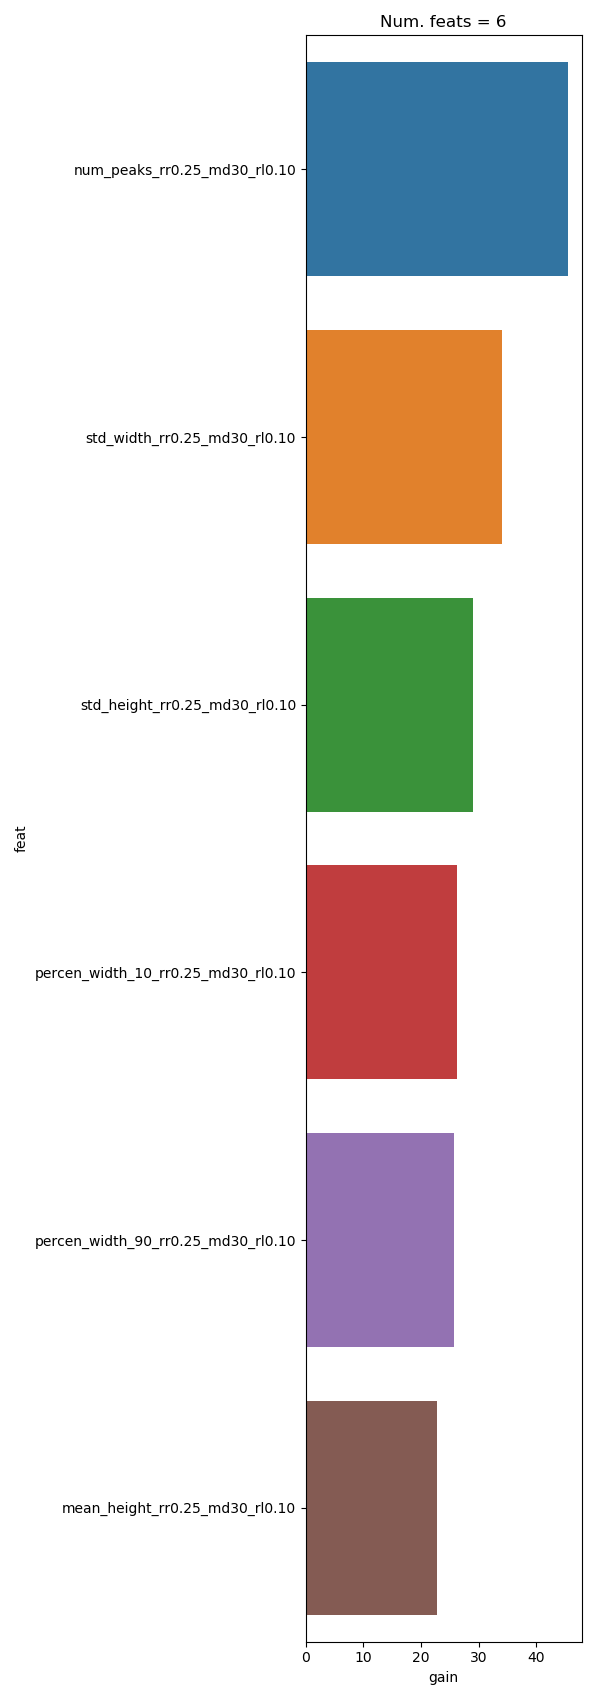 Num. feats = 6
num_peaks_rr0.25_md30_rl0.10
std_width_rr0.25_md30_rl0.10
std_height_rr0.25_md30_rl0.10
feat
percen_width_10_rr0.25_md30_rl0.10
percen_width_90_rr0.25_md30_rl0.10
mean_height_rr0.25_md30_rl0.10
0 10 20 30 40
gain